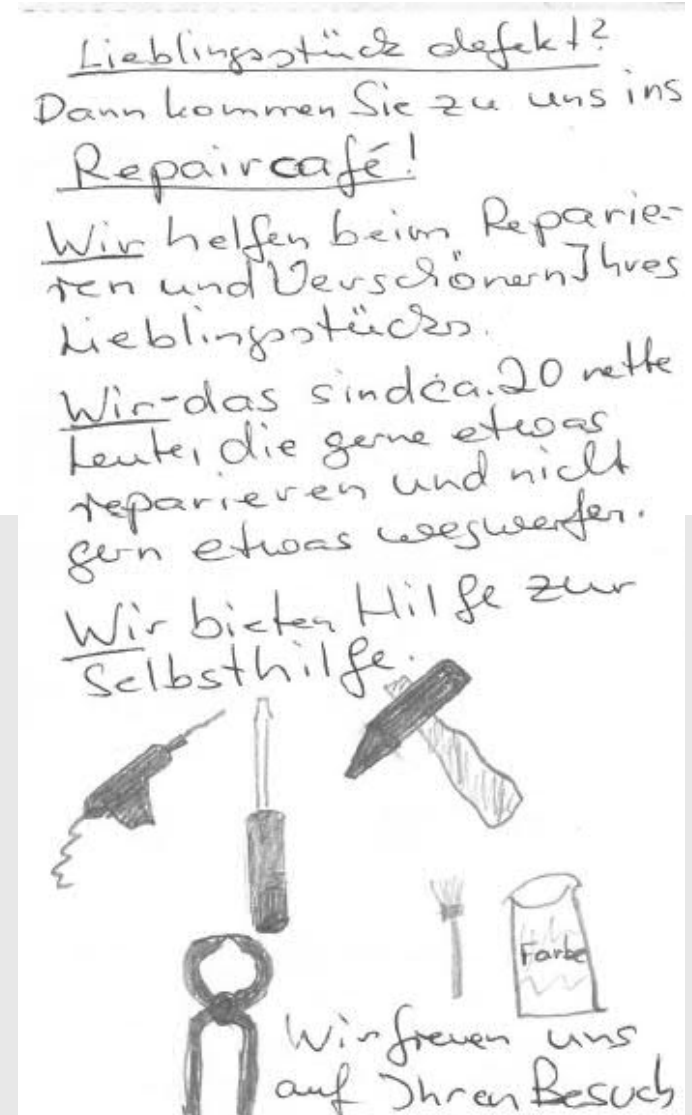 Lieblingsstück defekt?
Dann kommen Sie zu uns ins
Repaircafé!
Wir helfen beim Reparie-
ren und Verschönern Ihres
Lieblingsstücks.
Wir-das sind ca. 20 nette
Leute, die gerne etwas
reparieren und nicht
gern etwas wegwerfen.
Wir bieten Hilfe zur
Selbsthilfe.
Farbe
Wir freuen uns
auf Ihren Besuch